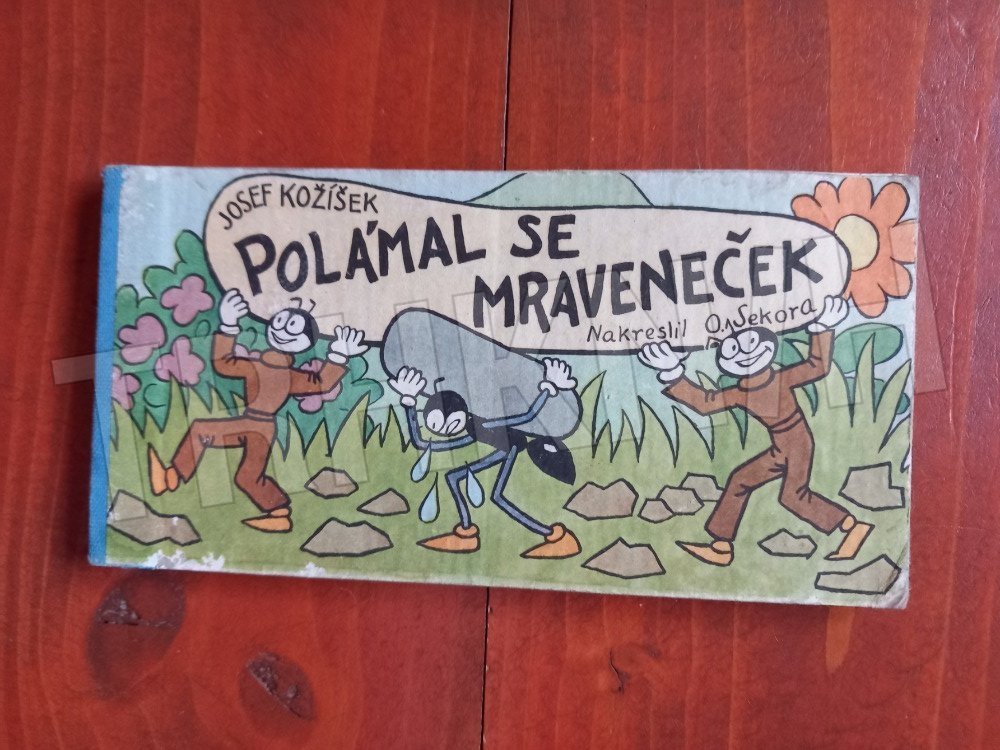 JOSEF KOŽÍŠEK
POLÁMAL SE
MRAVENEČEK
Nakreslil O. Sekora